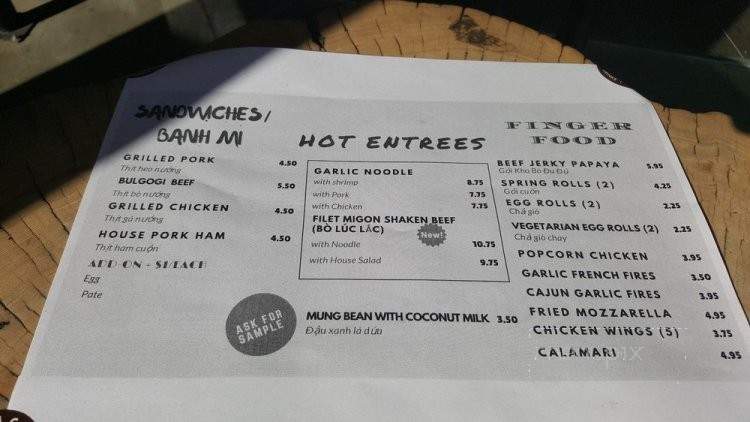 SANDWICHES/
BANH MI
GRILLED PORK 4.50
Thịt heo nướng
BULGOGI BEEF 5.50
Thịt bò nướng
GRILLED CHICKEN 4.50
Thịt gà nướng
HOUSE PORK HAM 4.50
Thịt ham cuộn
ADD-ON - $1/EACH
Egg
Pate
HOT ENTREES
GARLIC NOODLE
with shrimp 8.75
with Pork 7.75
with Chicken 7.75
FILET MIGON SHAKEN BEEF
(BÒ LÚC LẮC)
New!
with Noodle 10.75
with House Salad 9.75
ASK FOR
SAMPLE
MUNG BEAN WITH COCONUT MILK 3.50
Đậu xanh lá dứa
FINGER
FOOD
BEEF JERKY PAPAYA 5.95
Gỏi Khô Bò Đu Đủ
SPRING ROLLS (2) 4.25
Gỏi cuốn
EGG ROLLS (2) 2.25
Chả giò
VEGETARIAN EGG ROLLS (2) 2.25
Chả giò chay
POPCORN CHICKEN 3.95
GARLIC FRENCH FIRES 3.50
CAJUN GARLIC FIRES 3.95
FRIED MOZZARELLA 4.95
CHICKEN WINGS (5) 3.75
CALAMARI 4.95